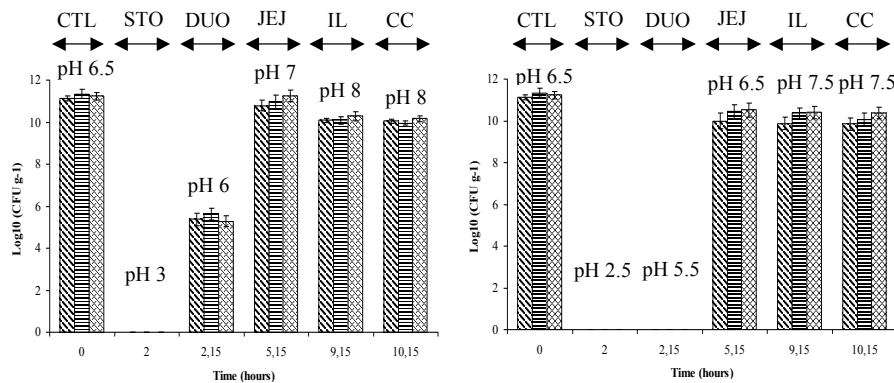 CTL STO DUO JEJ IL CC
pH 6.5
pH 3
pH 6
pH 7
pH 8
pH 8
Log10 (CFU g-1)
12
10
8
6
4
2
0
0 2 2,15 5,15 9,15 10,15
Time (hours)
CTL STO DUO JEJ IL CC
pH 6.5
pH 2.5
pH 5.5
pH 6.5
pH 7.5
pH 7.5
Log10 (CFU g-1)
12
10
8
6
4
2
0
0 2 2,15 5,15 9,15 10,15
Time (hours)